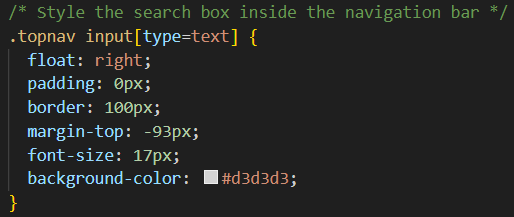 /* Style the search box inside the navigation bar */
.topnav input[type=text] {
  float: right;
  padding: 0px;
  border: 100px;
  margin-top: -93px;
  font-size: 17px;
  background-color: #d3d3d3;
}